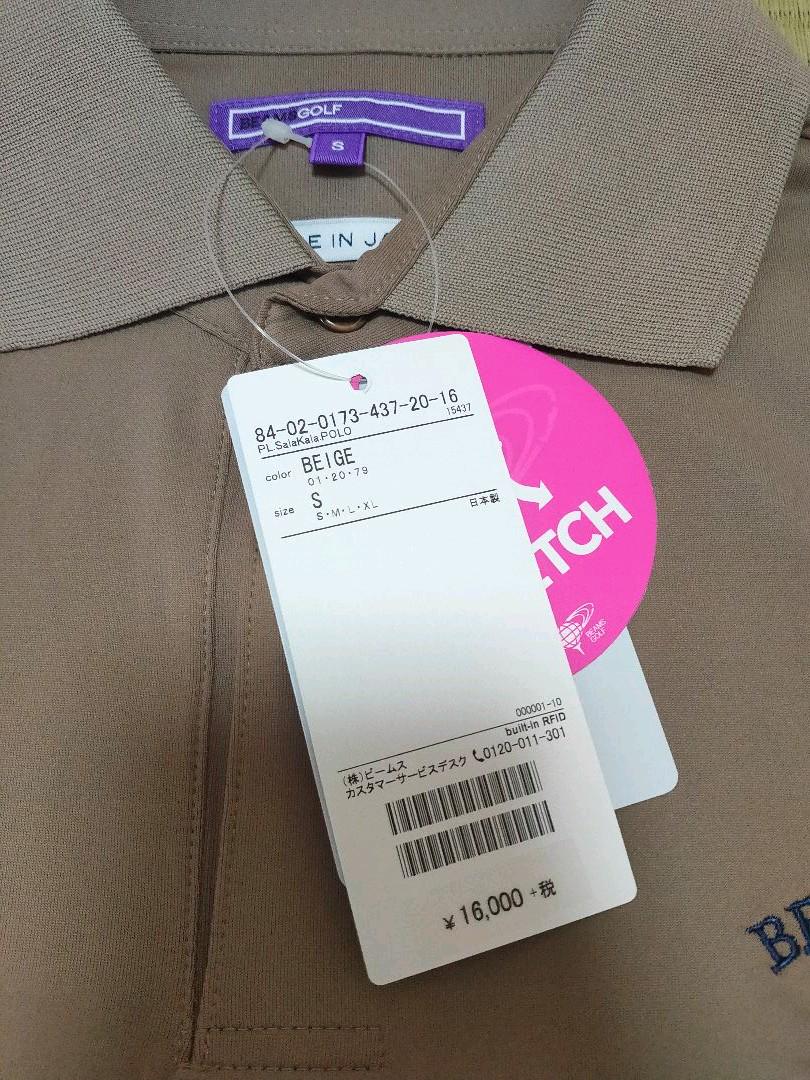 BEAMSGOLF
S
E IN JA
84-02-0173-437-20-16
15437
PL.SalaKala.POLO
color BEIGE
01・20・79
size S
S・M・L・XL
日本製
TCH
BEAMS
GOLF
000001-10
built-in RFID
(株)ビームス
カスタマーサービスデスク 0120-011-301
¥16,000 +税